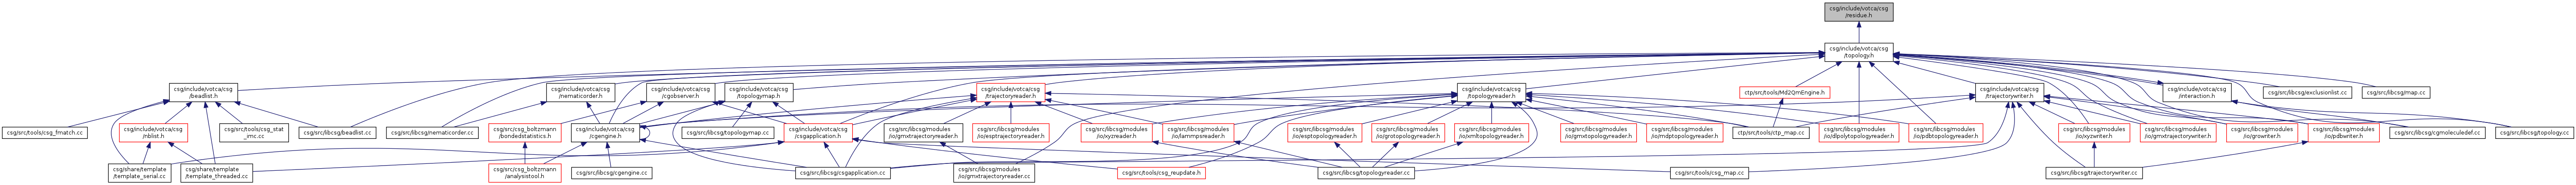 csg/include/votca/csg
/residue.h
csg/include/votca/csg
/topology.h
csg/include/votca/csg
/beadlist.h
csg/include/votca/csg
/nematicorder.h
csg/include/votca/csg
/cgobserver.h
csg/include/votca/csg
/topologymap.h
csg/include/votca/csg
/trajectoryreader.h
csg/include/votca/csg
/topologyreader.h
ctp/src/tools/Md2QmEngine.h
csg/include/votca/csg
/trajectorywriter.h
csg/include/votca/csg
/interaction.h
csg/src/libcsg/exclusionlist.cc
csg/src/libcsg/map.cc
csg/src/tools/csg_fmatch.cc
csg/include/votca/csg
/nblist.h
csg/src/tools/csg_stat
_imc.cc
csg/src/libcsg/beadlist.cc
csg/src/libcsg/nematicorder.cc
csg/src/csg_boltzmann
/bondedstatistics.h
csg/include/votca/csg
/cgengine.h
csg/src/libcsg/topologymap.cc
csg/include/votca/csg
/csgapplication.h
csg/src/libcsg/modules
/io/gmxtrajectoryreader.h
csg/src/libcsg/modules
/io/esptrajectoryreader.h
csg/src/libcsg/modules
/io/xyzreader.h
csg/src/libcsg/modules
/io/lammpsreader.h
csg/src/libcsg/modules
/io/esptopologyreader.h
csg/src/libcsg/modules
/io/grotopologyreader.h
csg/src/libcsg/modules
/io/xmltopologyreader.h
csg/src/libcsg/modules
/io/gmxtopologyreader.h
csg/src/libcsg/modules
/io/mdptopologyreader.h
ctp/src/tools/ctp_map.cc
csg/src/libcsg/modules
/io/dlpolytopologyreader.h
csg/src/libcsg/modules
/io/pdbtopologyreader.h
csg/src/libcsg/modules
/io/xyzwriter.h
csg/src/libcsg/modules
/io/gmxtrajectorywriter.h
csg/src/libcsg/modules
/io/growriter.h
csg/src/libcsg/modules
/io/pdbwriter.h
csg/src/libcsg/cgmoleculedef.cc
csg/src/libcsg/topology.cc
csg/share/template
/template_serial.cc
csg/share/template
/template_threaded.cc
csg/src/csg_boltzmann
/analysistool.h
csg/src/libcsg/cgengine.cc
csg/src/libcsg/csgapplication.cc
csg/src/libcsg/modules
/io/gmxtrajectoryreader.cc
csg/src/tools/csg_reupdate.h
csg/src/libcsg/topologyreader.cc
csg/src/tools/csg_map.cc
csg/src/libcsg/trajectorywriter.cc